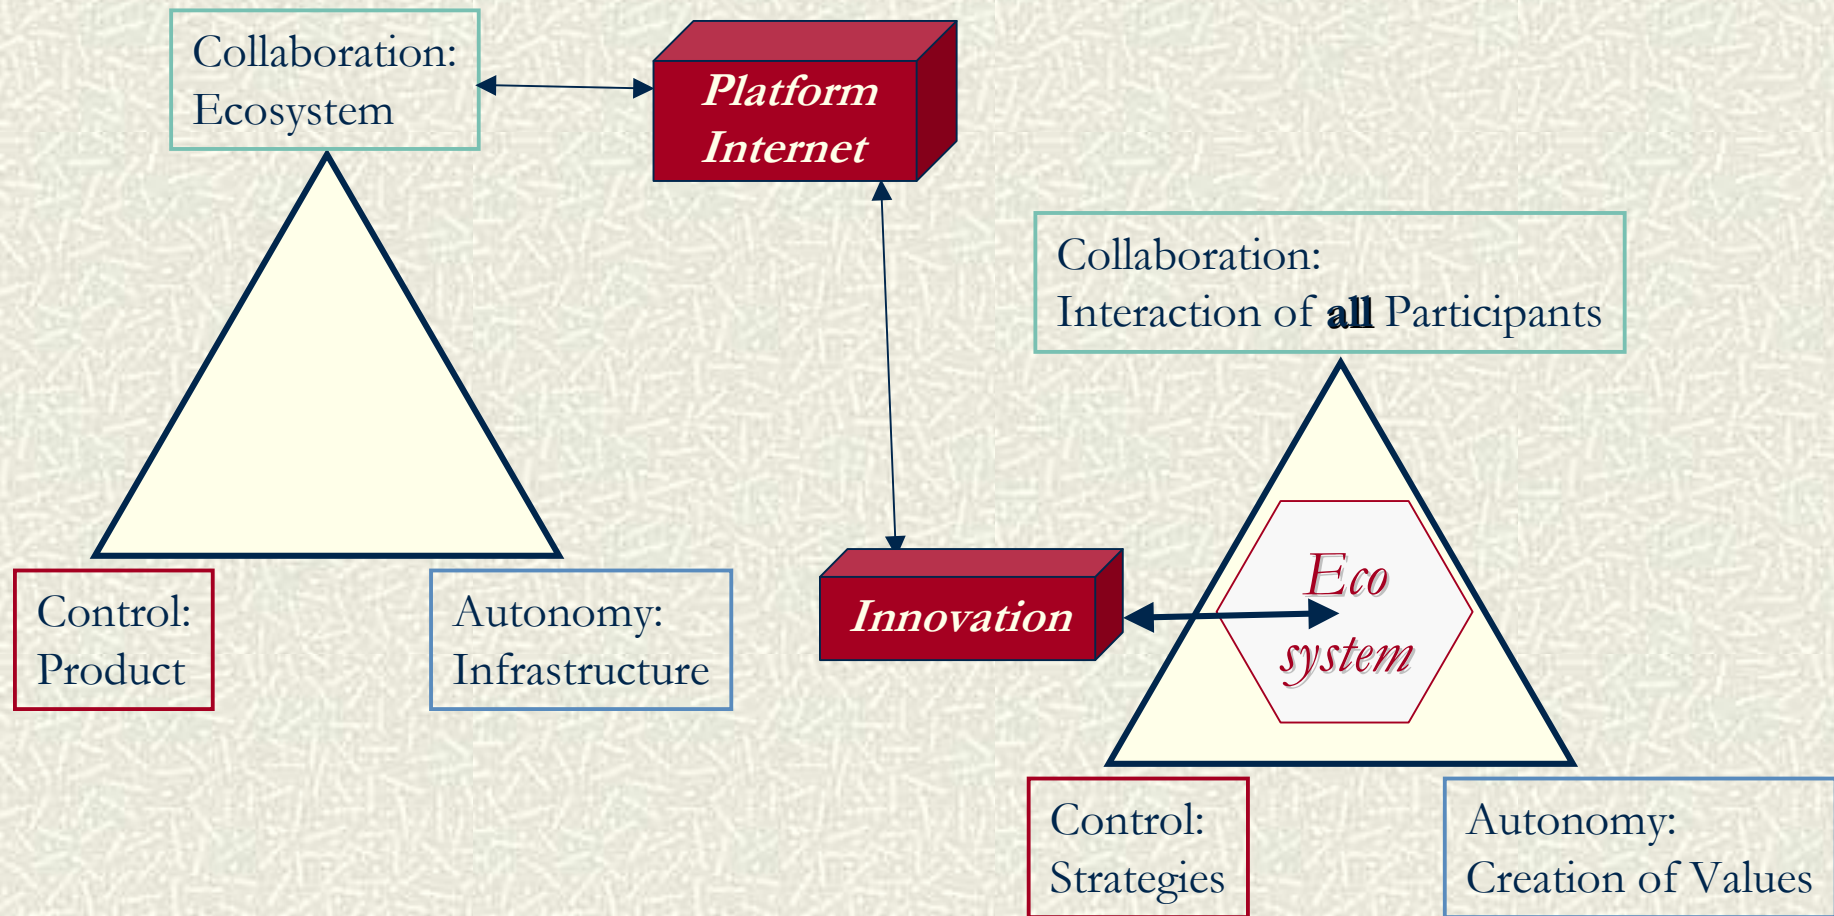 Collaboration:
Ecosystem
Platform
Internet
Collaboration:
Interaction of all Participants
Control:
Product
Autonomy:
Infrastructure
Innovation
Eco
system
Control:
Strategies
Autonomy:
Creation of Values